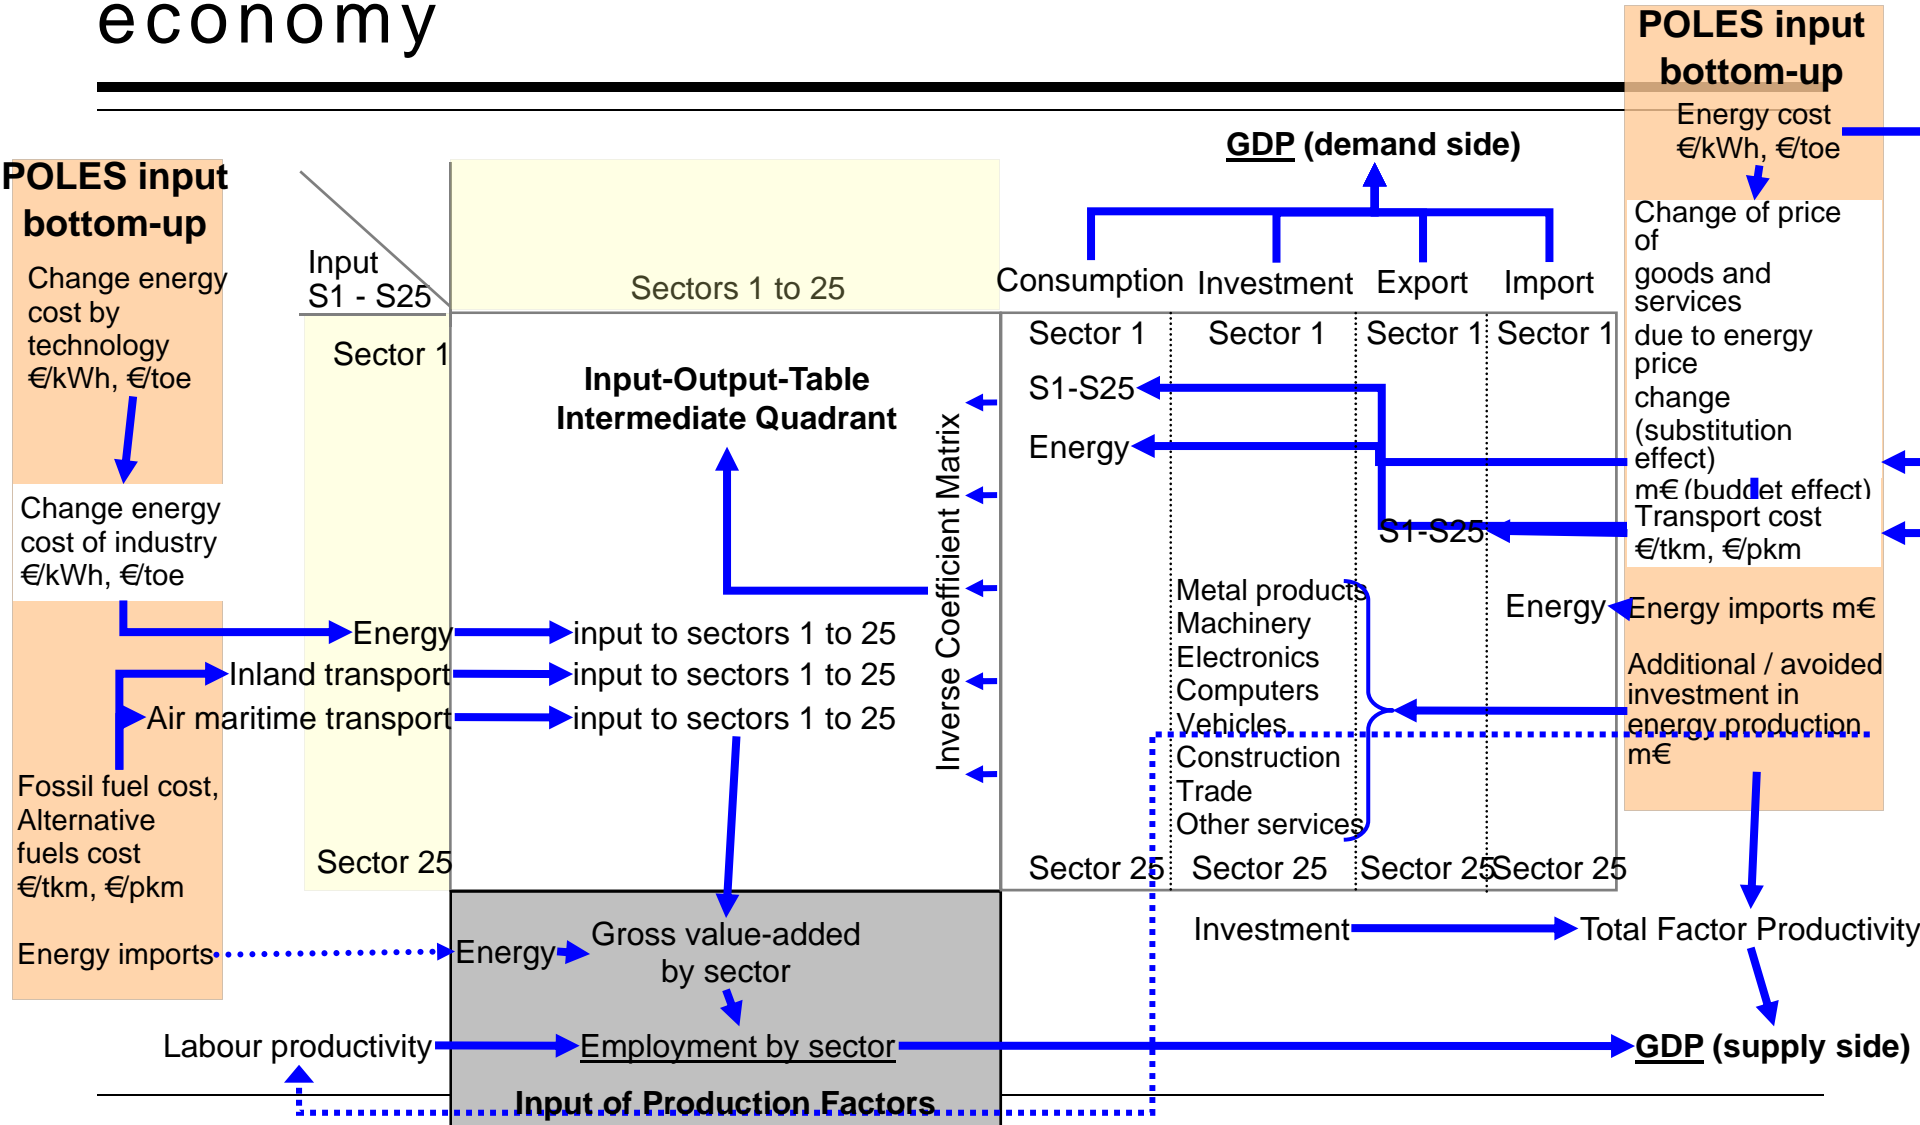 economy
POLES input
bottom-up
Energy cost
€/kWh, €/toe
Change of price
of
goods and
services
due to energy
price
change
(substitution
effect)
m€ (budget effect)
Transport cost
€/tkm, €/pkm
Energy imports m€
Additional / avoided
investment in
energy production
m€
POLES input
bottom-up
Change energy
cost by
technology
€/kWh, €/toe
Change energy
cost of industry
€/kWh, €/toe
Fossil fuel cost,
Alternative
fuels cost
€/tkm, €/pkm
Energy imports
Input
S1 - S25
Sectors 1 to 25
GDP (demand side)
Consumption Investment Export Import
Sector 1
Sector 1 Sector 1 Sector 1 Sector 1
Input-Output-Table
Intermediate Quadrant
Inverse Coefficient Matrix
S1-S25
Energy
S1-S25
Energy
Metal products
Machinery
Electronics
Computers
Vehicles
Construction
Trade
Other services
Energy input to sectors 1 to 25
Inland transport input to sectors 1 to 25
Air maritime transport input to sectors 1 to 25
Sector 25
Sector 25 Sector 25 Sector 25 Sector 25
Energy
Gross value-added
by sector
Investment Total Factor Productivity
Labour productivity Employment by sector GDP (supply side)
Input of Production Factors